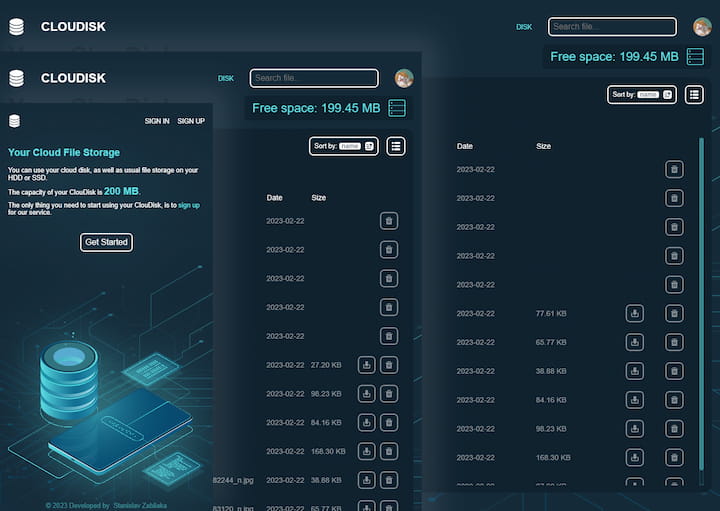 CLOUDISK
DISK
Search file...
Free space: 199.45 MB
Sort by: name
Date Size
2023-02-22
2023-02-22
2023-02-22
2023-02-22
2023-02-22
2023-02-22 77.61 KB
2023-02-22 65.77 KB
2023-02-22 38.88 KB
2023-02-22 84.16 KB
2023-02-22 98.23 KB
2023-02-22 168.30 KB
CLOUDISK
DISK
Search file...
Free space: 199.45 MB
Sort by: name
Date Size
2023-02-22
2023-02-22
2023-02-22
2023-02-22
2023-02-22
2023-02-22 27.20 KB
2023-02-22 98.23 KB
2023-02-22 84.16 KB
2023-02-22 168.30 KB
82244_n.jpg 2023-02-22 38.88 KB
83120_n.jpg 2023-02-22 65.77 KB
SIGN IN SIGN UP
Your Cloud File Storage
You can use your cloud disk, as well as usual file storage on your
HDD or SSD.
The capacity of your ClouDisk is 200 MB.
The only thing you need to start using your ClouDisk, is to sign up
for our service.
Get Started
© 2023 Developed by Stanislav Zabliaka